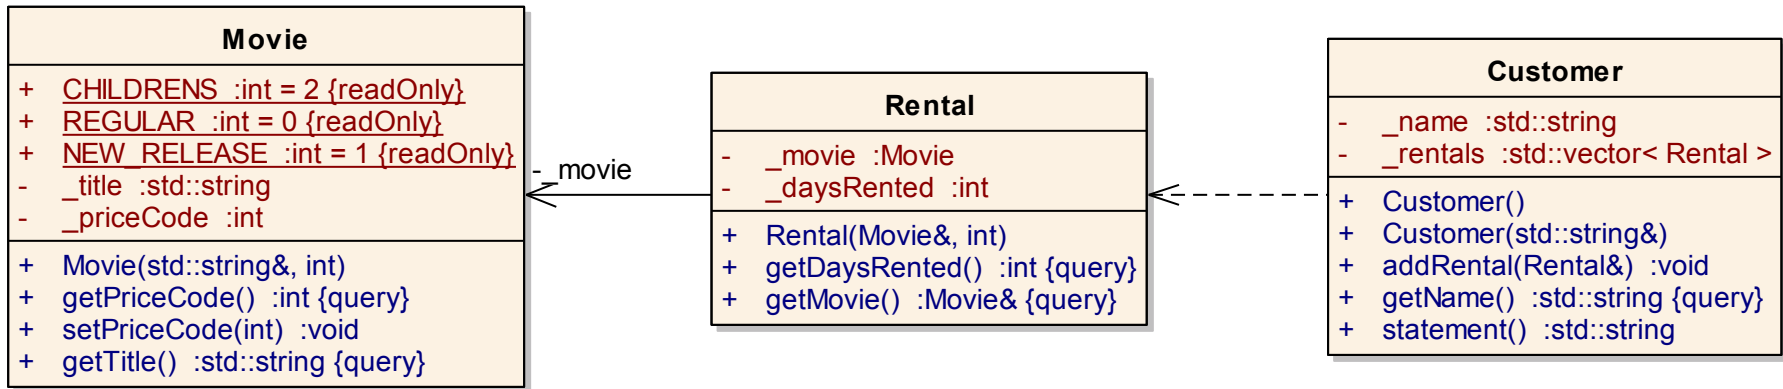 Movie
+ CHILDRENS :int = 2 {readOnly}
+ REGULAR :int = 0 {readOnly}
+ NEW_RELEASE :int = 1 {readOnly}
- _title :std::string
- _priceCode :int
+ Movie(std::string&, int)
+ getPriceCode() :int {query}
+ setPriceCode(int) :void
+ getTitle() :std::string {query}
-_movie
Rental
- _movie :Movie
- _daysRented :int
+ Rental(Movie&, int)
+ getDaysRented() :int {query}
+ getMovie() :Movie& {query}
Customer
- _name :std::string
- _rentals :std::vector< Rental >
+ Customer()
+ Customer(std::string&)
+ addRental(Rental&) :void
+ getName() :std::string {query}
+ statement() :std::string